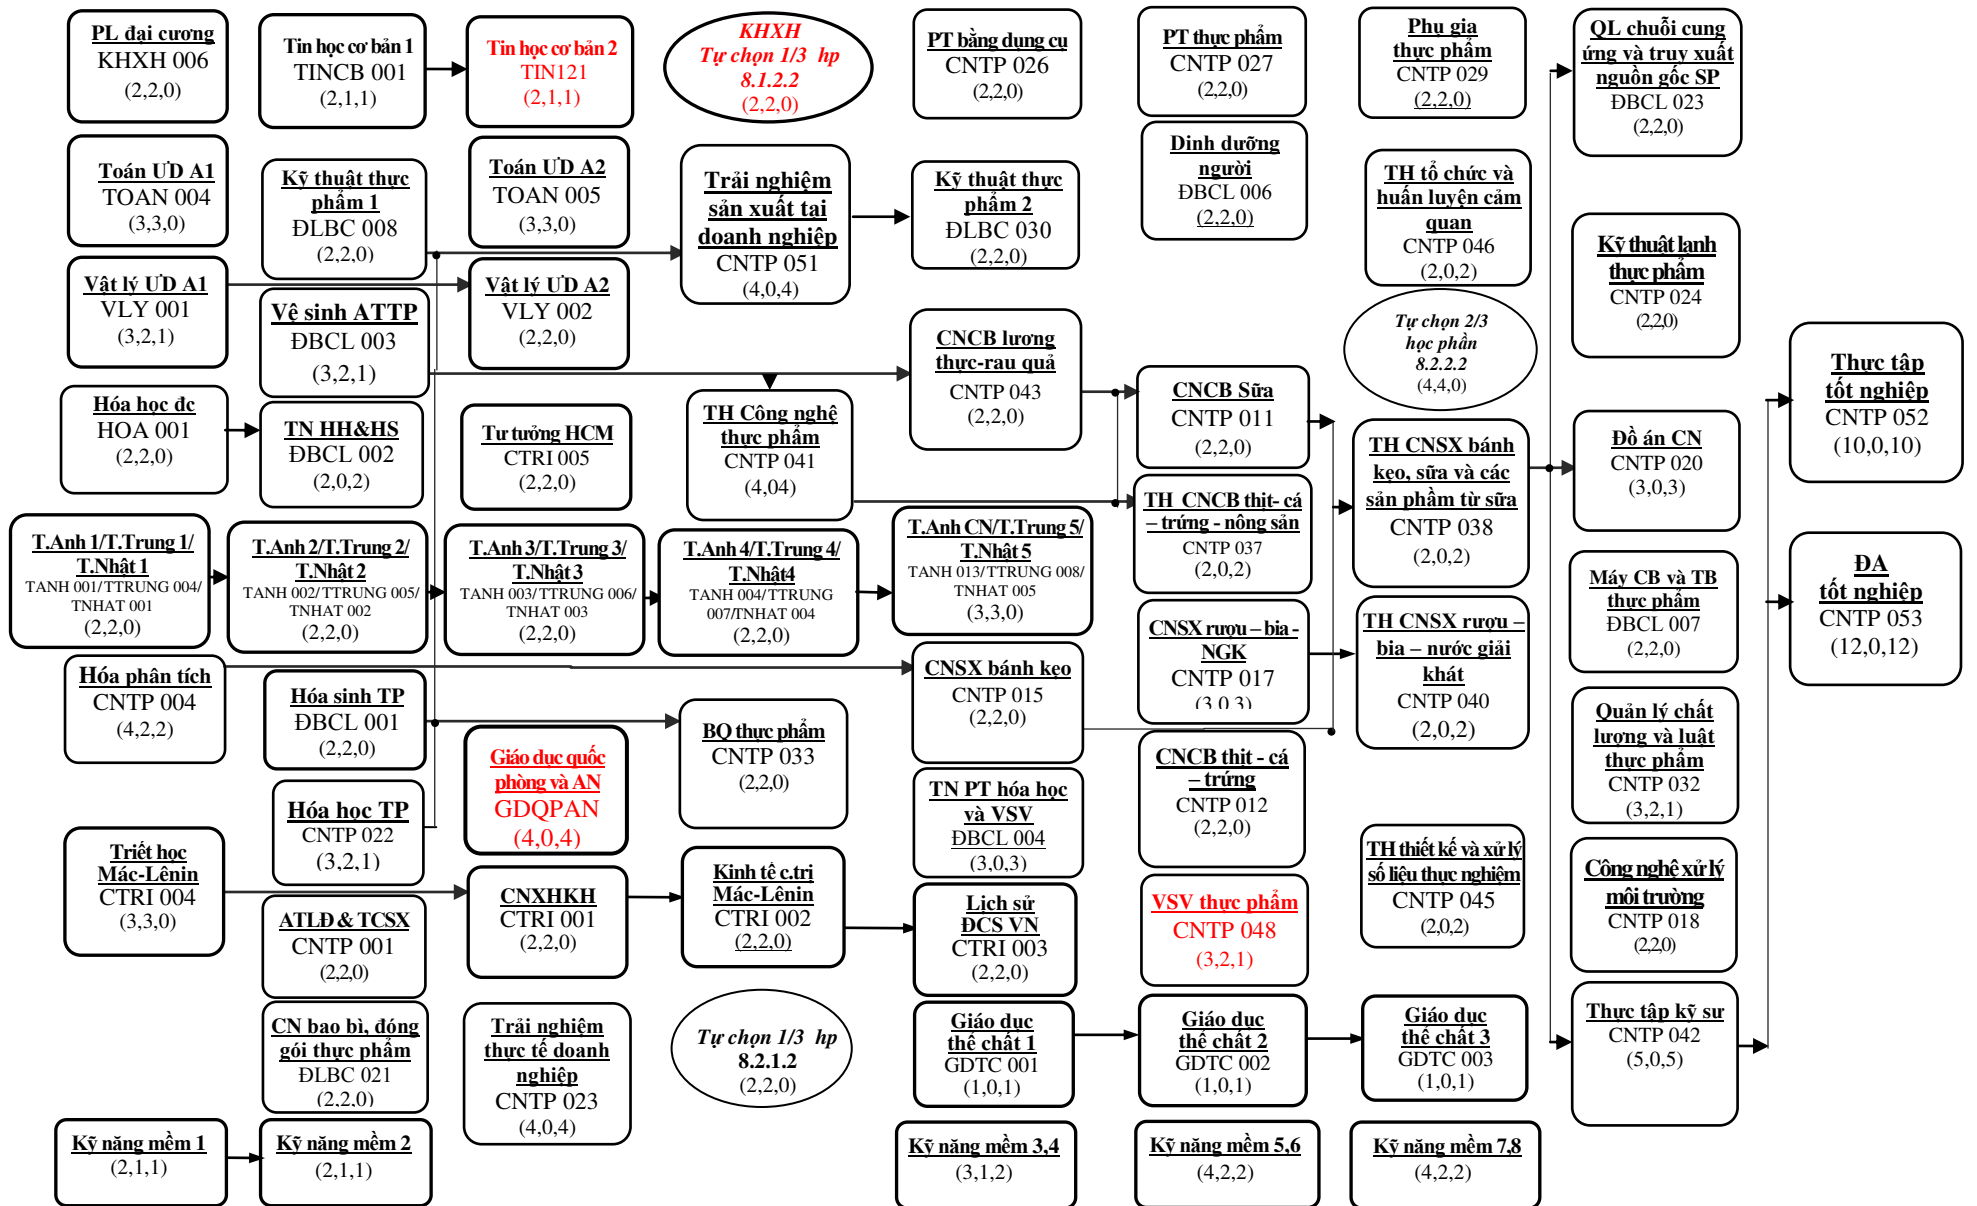 PL đại cương
KHXH 006
(2,2,0)
Toán ƯD A1
TOAN 004
(3,3,0)
Vật lý ƯD A1
VLY 001
(3,2,1)
Hóa học đc
HOA 001
(2,2,0)
T.Anh 1/T.Trung 1/
T.Nhật 1
TANH 001/TTRUNG 004/
TNHAT 001
(2,2,0)
Hóa phân tích
CNTP 004
(4,2,2)
Triết học
Mác-Lênin
CTRI 004
(3,3,0)
Kỹ năng mềm 1
(2,1,1)
Tin học cơ bản 1
TINCB 001
(2,1,1)
Kỹ thuật thực
phẩm 1
ĐLBC 008
(2,2,0)
Vệ sinh ATTP
ĐBCL 003
(3,2,1)
TN HH&HS
ĐBCL 002
(2,0,2)
T.Anh 2/T.Trung 2/
T.Nhật 2
TANH 002/TTRUNG 005/
TNHAT 002
(2,2,0)
Hóa sinh TP
ĐBCL 001
(2,2,0)
Hóa học TP
CNTP 022
(3,2,1)
ATLĐ & TCSX
CNTP 001
(2,2,0)
CN bao bì, đóng
gói thực phẩm
ĐLBC 021
(2,2,0)
Kỹ năng mềm 2
(2,1,1)
Tin học cơ bản 2
TIN121
(2,1,1)
Toán ƯD A2
TOAN 005
(3,3,0)
Vật lý ƯD A2
VLY 002
(2,2,0)
Tư tưởng HCM
CTRI 005
(2,2,0)
T.Anh 3/T.Trung 3/
T.Nhật 3
TANH 003/TTRUNG 006/
TNHAT 003
(2,2,0)
Giáo dục quốc
phòng và AN
GDQPAN
(4,0,4)
CNXHKH
CTRI 001
(2,2,0)
Trải nghiệm
thực tế doanh
nghiệp
CNTP 023
(4,0,4)
KHXH
Tự chọn 1/3 hp
8.1.2.2
(2,2,0)
Trải nghiệm
sản xuất tại
doanh nghiệp
CNTP 051
(4,0,4)
TH Công nghệ
thực phẩm
CNTP 041
(4,04)
T.Anh 4/T.Trung 4/
T.Nhật4
TANH 004/TTRUNG
007/TNHAT 004
(2,2,0)
BQ thực phẩm
CNTP 033
(2,2,0)
Kinh tế c.trị
Mác-Lênin
CTRI 002
(2,2,0)
Tự chọn 1/3 hp
8.2.1.2
(2,2,0)
PT bằng dụng cụ
CNTP 026
(2,2,0)
Kỹ thuật thực
phẩm 2
ĐLBC 030
(2,2,0)
CNCB lương
thực-rau quả
CNTP 043
(2,2,0)
T.Anh CN/T.Trung 5/
T.Nhật 5
TANH 013/TTRUNG 008/
TNHAT 005
(3,3,0)
CNSX bánh kẹo
CNTP 015
(2,2,0)
TN PT hóa học
và VSV
ĐBCL 004
(3,0,3)
Lịch sử
ĐCS VN
CTRI 003
(2,2,0)
Giáo dục
thể chất 1
GDTC 001
(1,0,1)
Kỹ năng mềm 3,4
(3,1,2)
PT thực phẩm
CNTP 027
(2,2,0)
Dinh dưỡng
người
ĐBCL 006
(2,2,0)
CNCB Sữa
CNTP 011
(2,2,0)
TH CNCB thịt- cá
– trứng - nông sản
CNTP 037
(2,0,2)
CNSX rượu – bia -
NGK
CNTP 017
(3,0,3)
CNCB thịt - cá
– trứng
CNTP 012
(2,2,0)
VSV thực phẩm
CNTP 048
(3,2,1)
Giáo dục
thể chất 2
GDTC 002
(1,0,1)
Kỹ năng mềm 5,6
(4,2,2)
Phụ gia
thực phẩm
CNTP 029
(2,2,0)
TH tổ chức và
huấn luyện cảm
quan
CNTP 046
(2,0,2)
Tự chọn 2/3
học phần
8.2.2.2
(4,4,0)
TH CNSX bánh
kẹo, sữa và các
sản phầm từ sữa
CNTP 038
(2,0,2)
TH CNSX rượu –
bia – nước giải
khát
CNTP 040
(2,0,2)
TH thiết kế và xử lý
số liệu thực nghiệm
CNTP 045
(2,0,2)
Giáo dục
thể chất 3
GDTC 003
(1,0,1)
Kỹ năng mềm 7,8
(4,2,2)
QL chuỗi cung
ứng và truy xuất
nguồn gốc SP
ĐBCL 023
(2,2,0)
Kỹ thuật lạnh
thực phẩm
CNTP 024
(2,2,0)
Đồ án CN
CNTP 020
(3,0,3)
Máy CB và TB
thực phẩm
ĐBCL 007
(2,2,0)
Quản lý chất
lượng và luật
thực phẩm
CNTP 032
(3,2,1)
Công nghệ xử lý
môi trường
CNTP 018
(2,2,0)
Thực tập kỹ sư
CNTP 042
(5,0,5)
Thực tập
tốt nghiệp
CNTP 052
(10,0,10)
ĐA
tốt nghiệp
CNTP 053
(12,0,12)